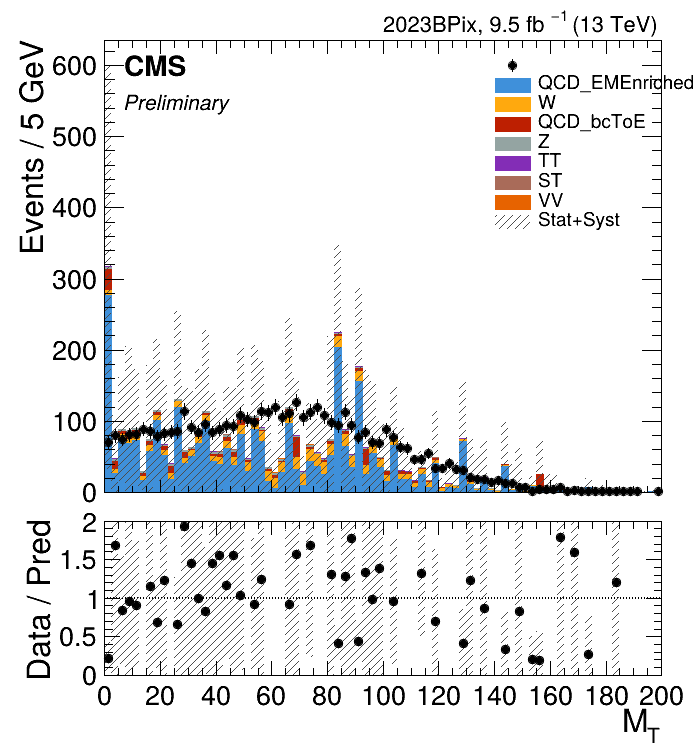 2023BPix, 9.5 fb⁻¹ (13 TeV)
CMS
Preliminary
Events / 5 GeV
600
500
400
300
200
100
0
QCD_EMEnriched
W
QCD_bcToE
Z
TT
ST
VV
Stat+Syst
Data / Pred
2
1.5
1
0.5
0
0 20 40 60 80 100 120 140 160 180 200
M_T